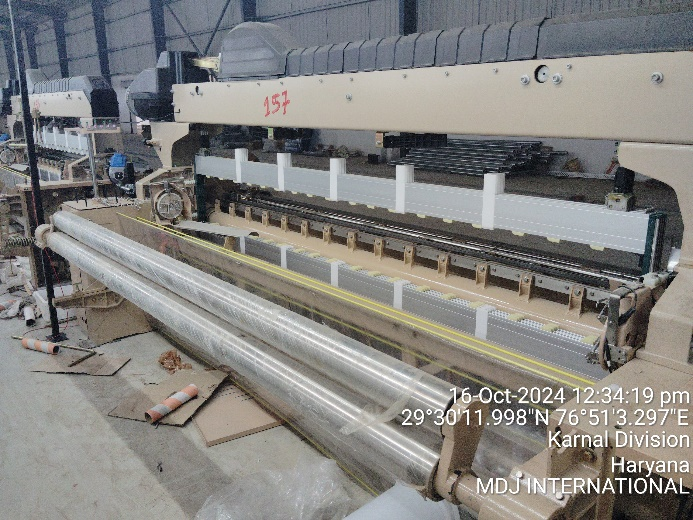 157
16-Oct-2024 12:34:19 pm
29°30'11.998"N 76°51'3.297"E
Karnal Division
Haryana
MDJ INTERNATIONAL